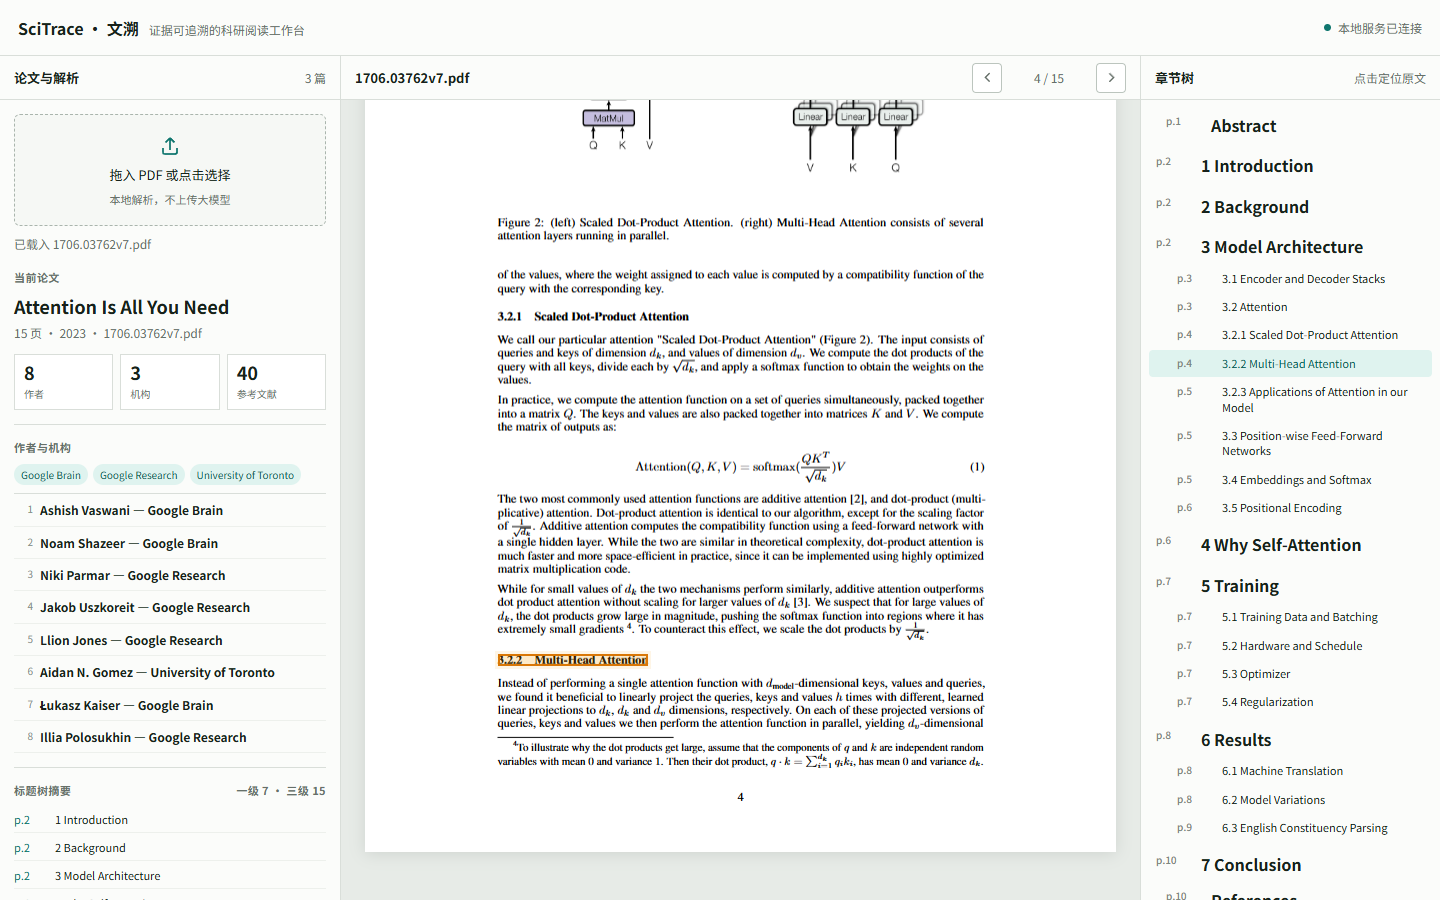 SciTrace • 文溯 证据可追溯的科研阅读工作台
本地服务已连接
论文与解析 3 篇
拖入 PDF 或点击选择
本地解析，不上传大模型
已载入 1706.03762v7.pdf
当前论文
Attention Is All You Need
15 页 • 2023 • 1706.03762v7.pdf
8 作者
3 机构
40 参考文献
作者与机构
Google Brain Google Research University of Toronto
1 Ashish Vaswani — Google Brain
2 Noam Shazeer — Google Brain
3 Niki Parmar — Google Research
4 Jakob Uszkoreit — Google Research
5 Llion Jones — Google Research
6 Aidan N. Gomez — University of Toronto
7 Łukasz Kaiser — Google Brain
8 Illia Polosukhin — Google Research
标题树摘要 一级 7 • 三级 15
p.2 1 Introduction
p.2 2 Background
p.2 3 Model Architecture
1706.03762v7.pdf
4 / 15
MatMul
Q K V
Linear Linear Linear
V K Q
Figure 2: (left) Scaled Dot-Product Attention. (right) Multi-Head Attention consists of several
attention layers running in parallel.
of the values, where the weight assigned to each value is computed by a compatibility function of the
query with the corresponding key.
3.2.1 Scaled Dot-Product Attention
We call our particular attention "Scaled Dot-Product Attention" (Figure 2). The input consists of
queries and keys of dimension dk, and values of dimension dv. We compute the dot products of the
query with all keys, divide each by √dk, and apply a softmax function to obtain the weights on the
values.
In practice, we compute the attention function on a set of queries simultaneously, packed together
into a matrix Q. The keys and values are also packed together into matrices K and V. We compute
the matrix of outputs as:
Attention(Q, K, V) = softmax(QK^T/√dk)V (1)
The two most commonly used attention functions are additive attention [2], and dot-product (multi-
plicative) attention. Dot-product attention is identical to our algorithm, except for the scaling factor
of 1/√dk. Additive attention computes the compatibility function using a feed-forward network with
a single hidden layer. While the two are similar in theoretical complexity, dot-product attention is
much faster and more space-efficient in practice, since it can be implemented using highly optimized
matrix multiplication code.
While for small values of dk the two mechanisms perform similarly, additive attention outperforms
dot product attention without scaling for larger values of dk [3]. We suspect that for large values of
dk, the dot products grow large in magnitude, pushing the softmax function into regions where it has
extremely small gradients 4. To counteract this effect, we scale the dot products by 1/√dk.
3.2.2 Multi-Head Attention
Instead of performing a single attention function with dmodel-dimensional keys, values and queries,
we found it beneficial to linearly project the queries, keys and values h times with different, learned
linear projections to dk, dk and dv dimensions, respectively. On each of these projected versions of
queries, keys and values we then perform the attention function in parallel, yielding dv-dimensional
4To illustrate why the dot products get large, assume that the components of q and k are independent random
variables with mean 0 and variance 1. Then their dot product, q · k = ∑_{i=1}^{dk} qiki, has mean 0 and variance dk.
4
章节树 点击定位原文
p.1 Abstract
p.2 1 Introduction
p.2 2 Background
p.2 3 Model Architecture
p.3 3.1 Encoder and Decoder Stacks
p.3 3.2 Attention
p.4 3.2.1 Scaled Dot-Product Attention
p.4 3.2.2 Multi-Head Attention
p.5 3.2.3 Applications of Attention in our
Model
p.5 3.3 Position-wise Feed-Forward
Networks
p.5 3.4 Embeddings and Softmax
p.6 3.5 Positional Encoding
p.6 4 Why Self-Attention
p.7 5 Training
p.7 5.1 Training Data and Batching
p.7 5.2 Hardware and Schedule
p.7 5.3 Optimizer
p.7 5.4 Regularization
p.8 6 Results
p.8 6.1 Machine Translation
p.8 6.2 Model Variations
p.9 6.3 English Constituency Parsing
p.10 7 Conclusion
p.10 References